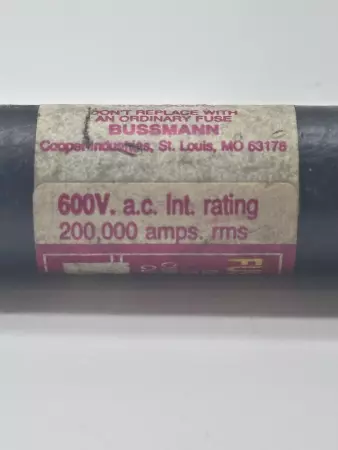 DON'T REPLACE WITH
AN ORDINARY FUSE
BUSSMANN
Cooper Industries, St. Louis, MO 63178
600V. a.c. Int. rating
200,000 amps. rms